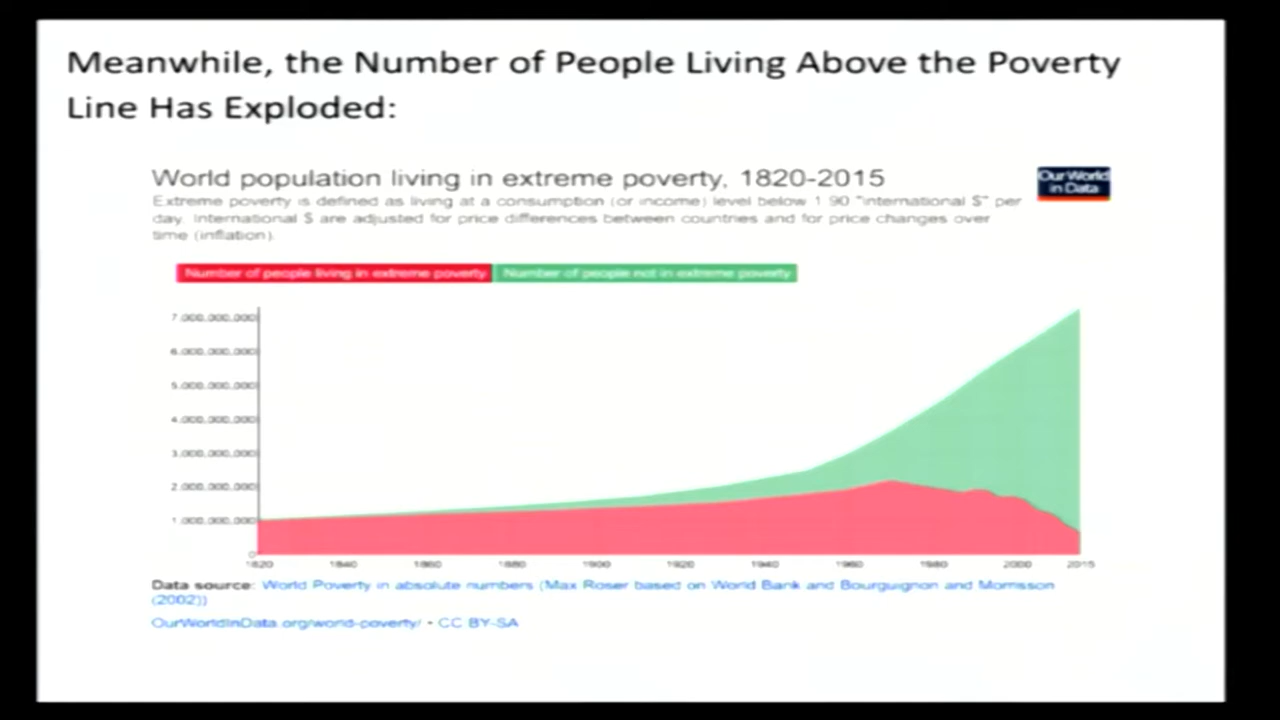 Meanwhile, the Number of People Living Above the Poverty
Line Has Exploded:
World population living in extreme poverty, 1820-2015
Our World
in Data
Extreme poverty is defined as living at a consumption (or income) level below 1.90 "international $" per
day. International $ are adjusted for price differences between countries and for price changes over
time (inflation).
Number of people living in extreme poverty
Number of people not in extreme poverty
7,000,000,000
6,000,000,000
5,000,000,000
4,000,000,000
3,000,000,000
2,000,000,000
1,000,000,000
0
1820 1840 1860 1880 1900 1920 1940 1960 1980 2000 2015
Data source: World Poverty in absolute numbers (Max Roser based on World Bank and Bourguignon and Morrisson
(2002))
OurWorldInData.org/world-poverty/ • CC BY-SA